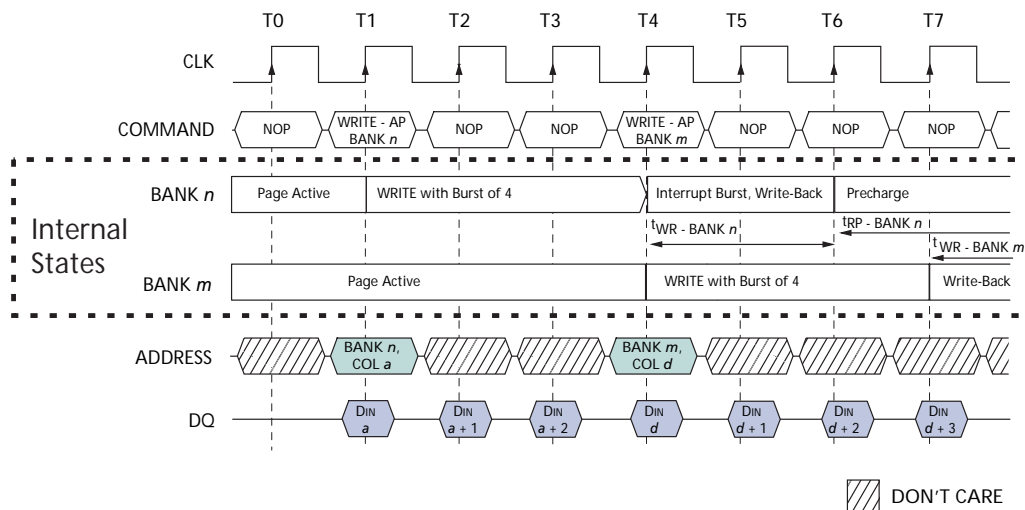 T0 T1 T2 T3 T4 T5 T6 T7
CLK
COMMAND NOP WRITE - AP BANK n NOP NOP WRITE - AP BANK m NOP NOP NOP
Internal States
BANK n Page Active WRITE with Burst of 4 Interrupt Burst, Write-Back Precharge
tWR - BANK n tRP - BANK n
tWR - BANK m
BANK m Page Active WRITE with Burst of 4 Write-Back
ADDRESS BANK n, COL a BANK m, COL d
DQ DIN a DIN a + 1 DIN a + 2 DIN d DIN d + 1 DIN d + 2 DIN d + 3
DON'T CARE